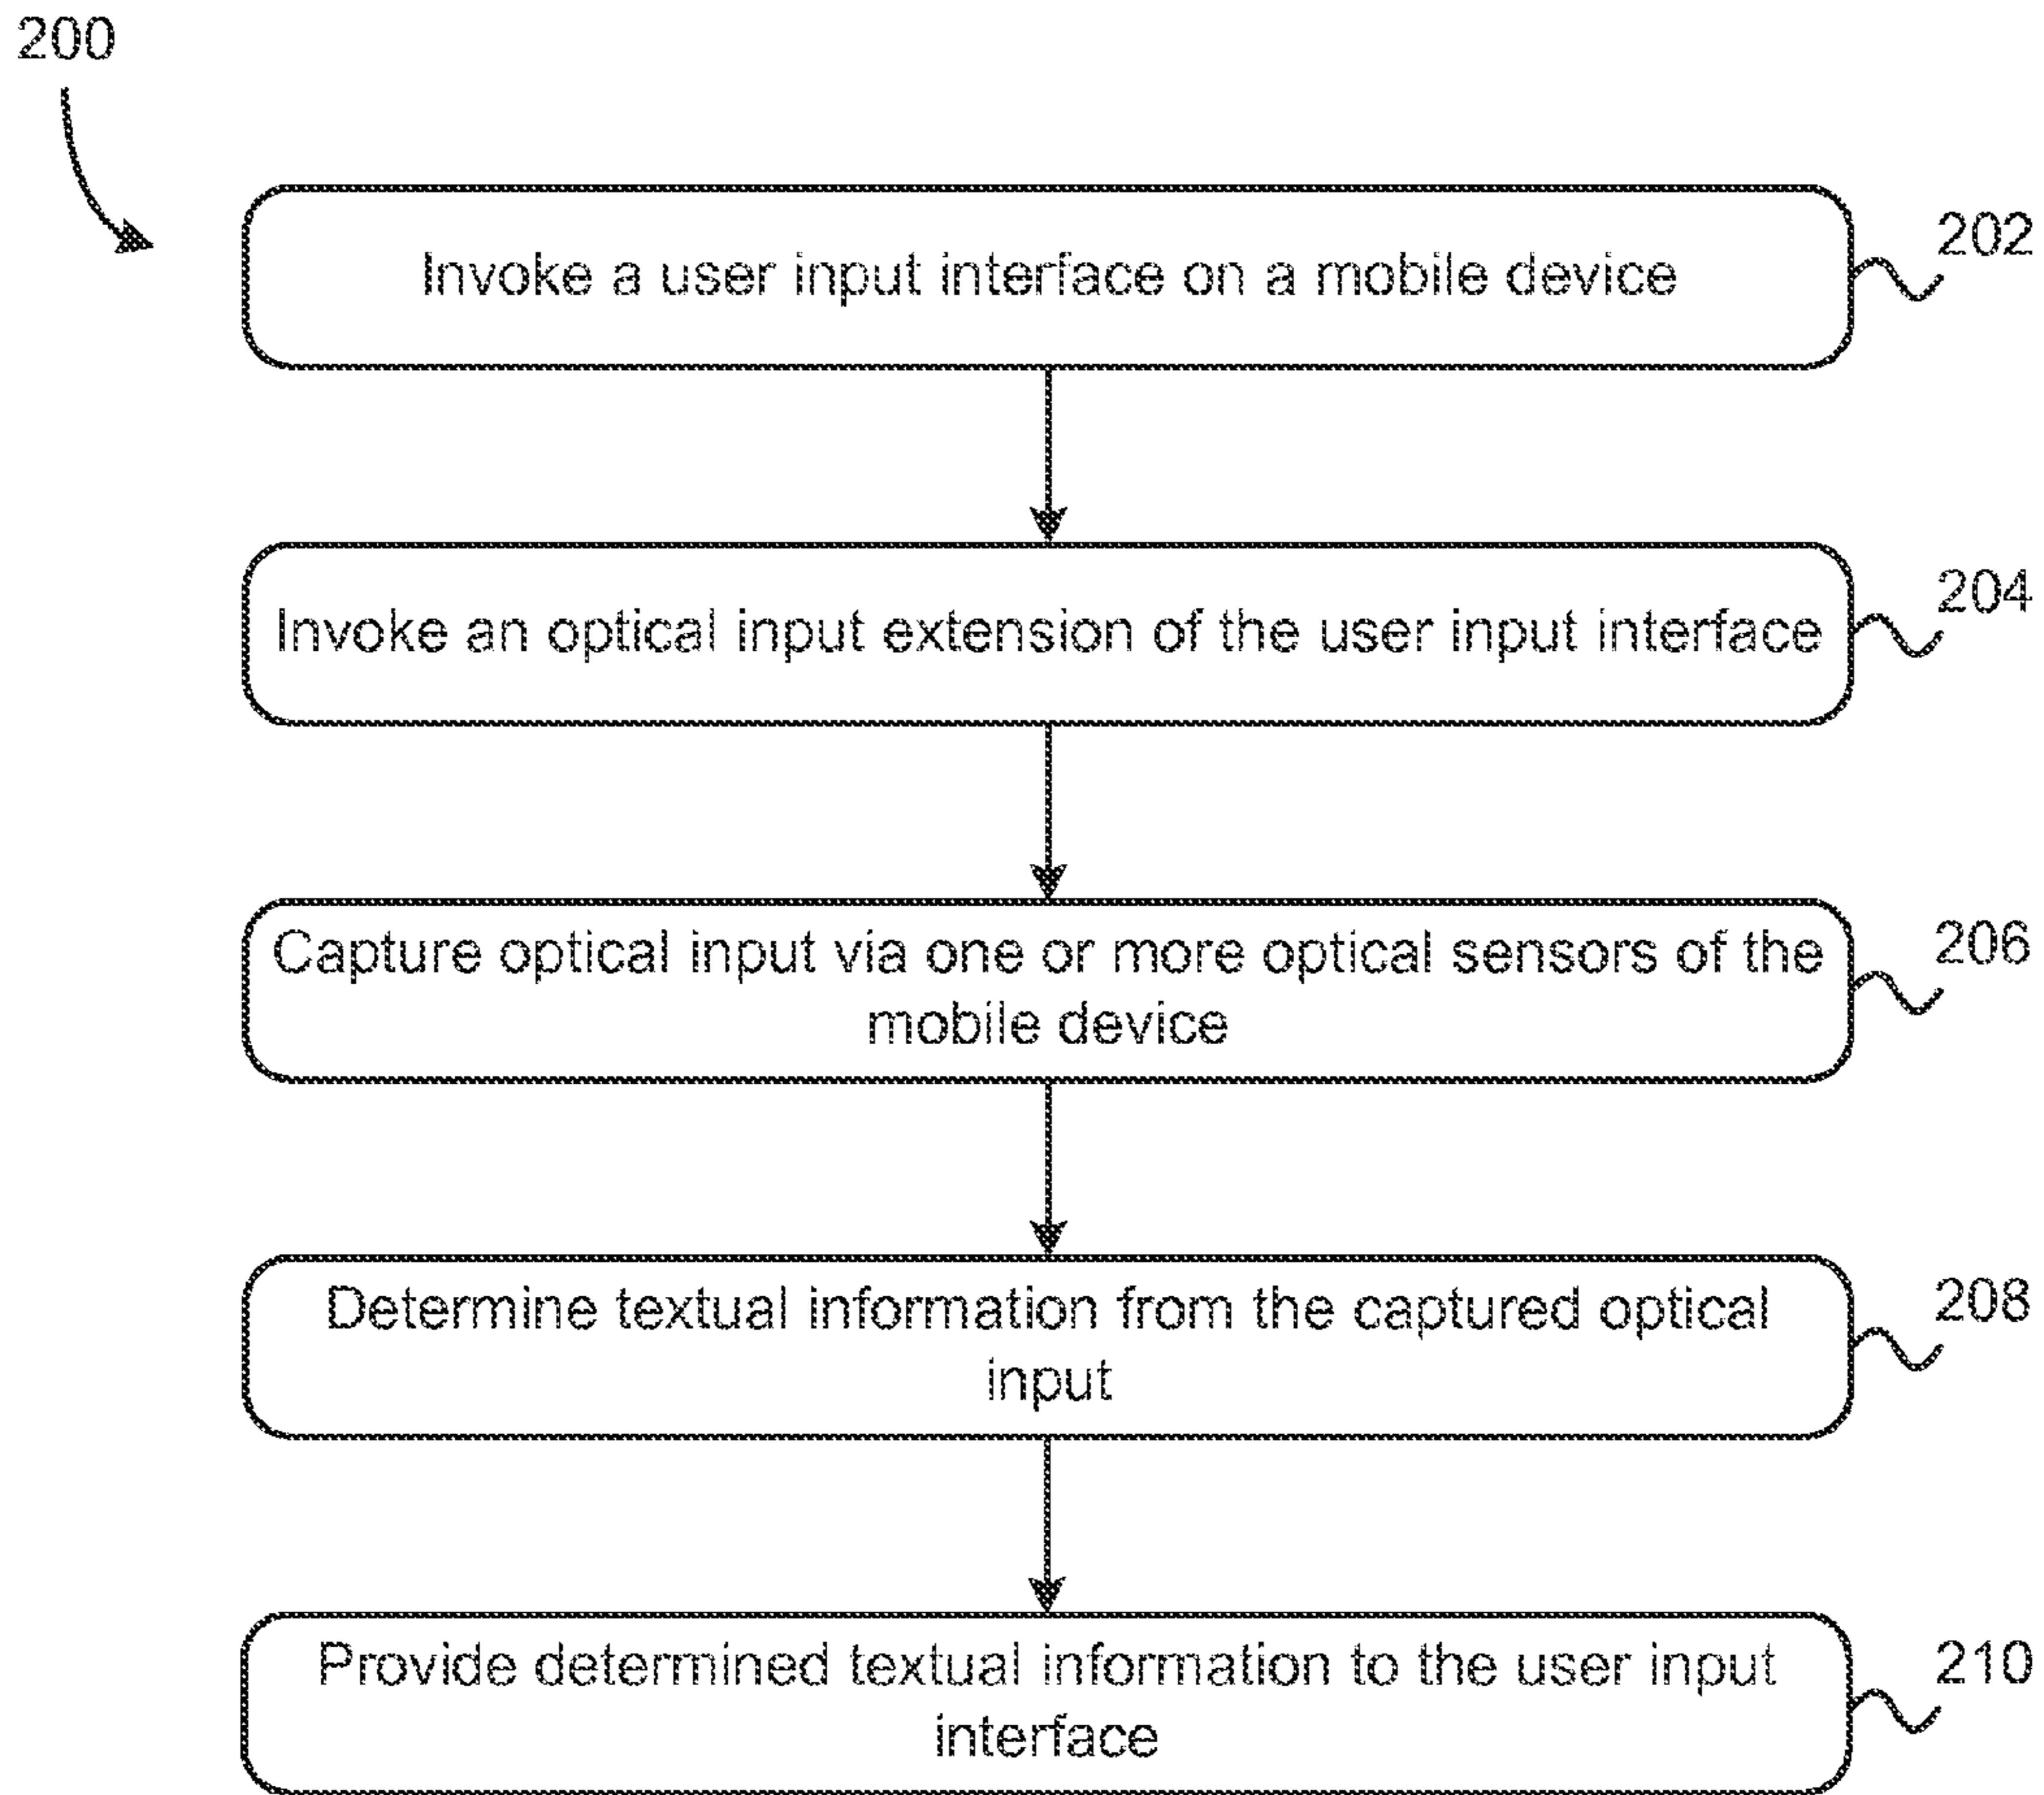 200
Invoke a user input interface on a mobile device
202
Invoke an optical input extension of the user input interface
204
Capture optical input via one or more optical sensors of the
mobile device
206
Determine textual information from the captured optical
input
208
Provide determined textual information to the user input
interface
210